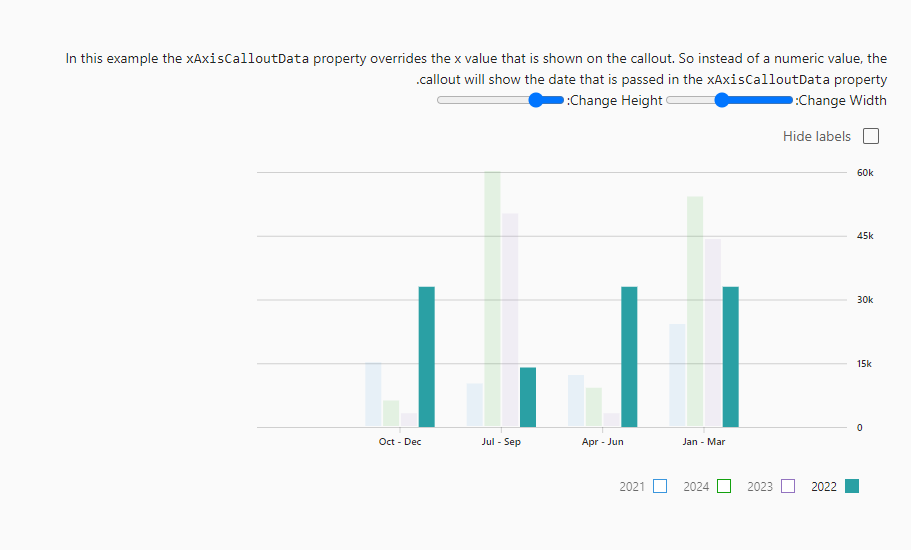 In this example the xAxisCalloutData property overrides the x value that is shown on the callout. So instead of a numeric value, the
.callout will show the date that is passed in the xAxisCalloutData property
:Change Height :Change Width
Hide labels
60k
45k
30k
15k
0
Oct - Dec Jul - Sep Apr - Jun Jan - Mar
2021 2024 2023 2022